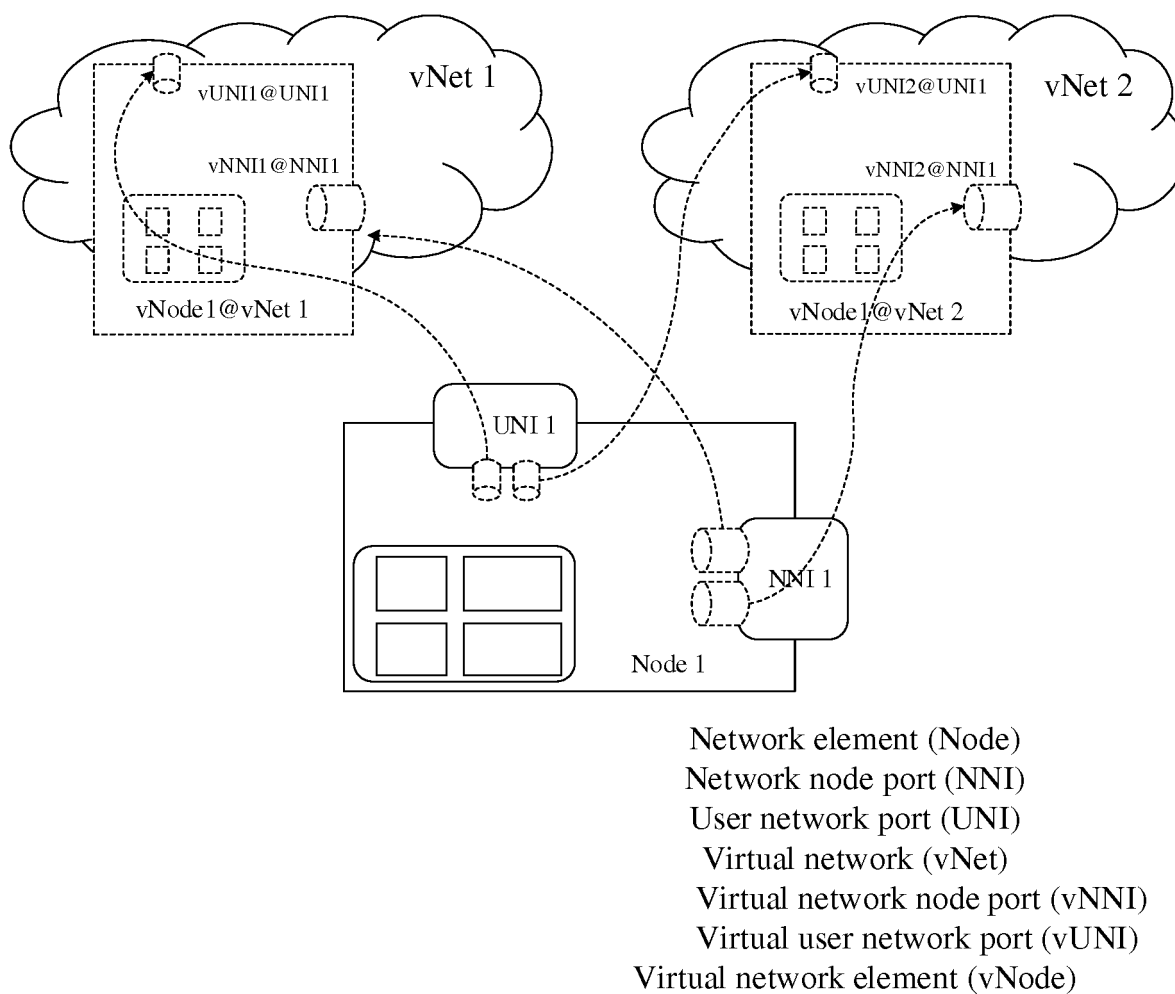 vNet 1
vUNI1@UNI1
vNNI1@NNI1
vNode1@vNet 1
vNet 2
vUNI2@UNI1
vNNI2@NNI1
vNode1@vNet 2
UNI 1
NNI 1
Node 1
Network element (Node)
Network node port (NNI)
User network port (UNI)
Virtual network (vNet)
Virtual network node port (vNNI)
Virtual user network port (vUNI)
Virtual network element (vNode)